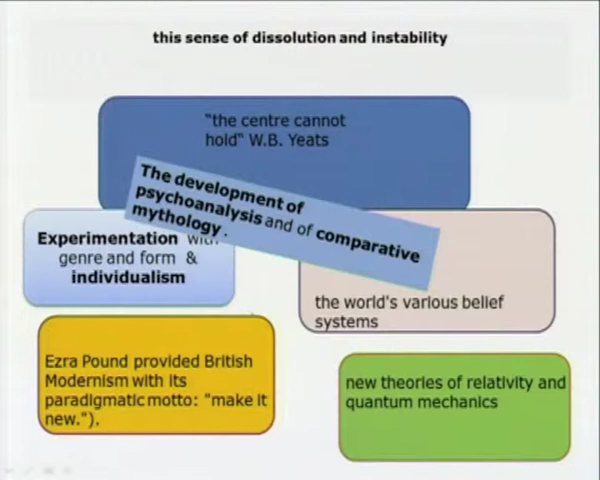 this sense of dissolution and instability
"the centre cannot
hold" W.B. Yeats
The development of
psychoanalysis and of comparative
mythology .
Experimentation with
genre and form &
individualism
the world's various belief
systems
Ezra Pound provided British
Modernism with its
paradigmatic motto: "make it
new.").
new theories of relativity and
quantum mechanics